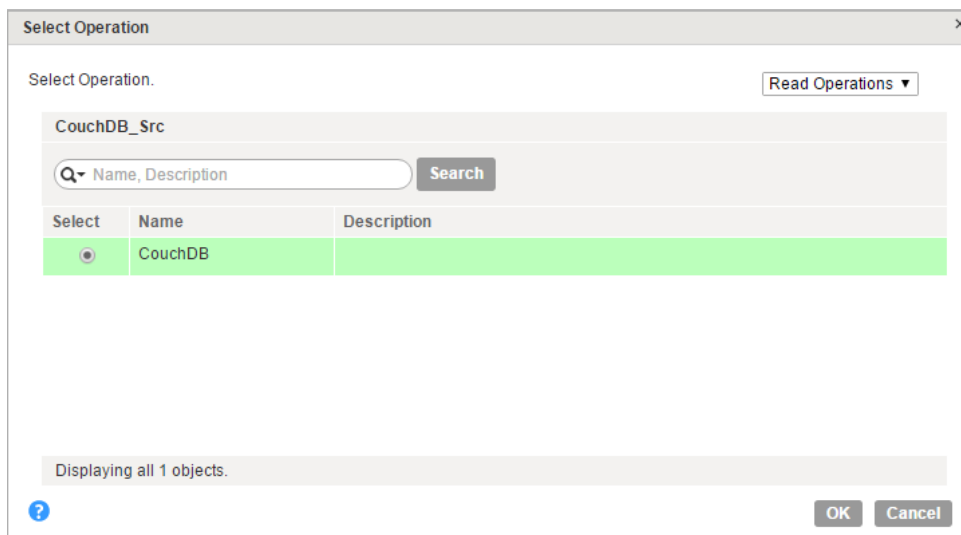 Select Operation
Select Operation.
Read Operations ▼
CouchDB_Src
Name, Description
Search
Select Name Description
CouchDB
Displaying all 1 objects.
? OK Cancel